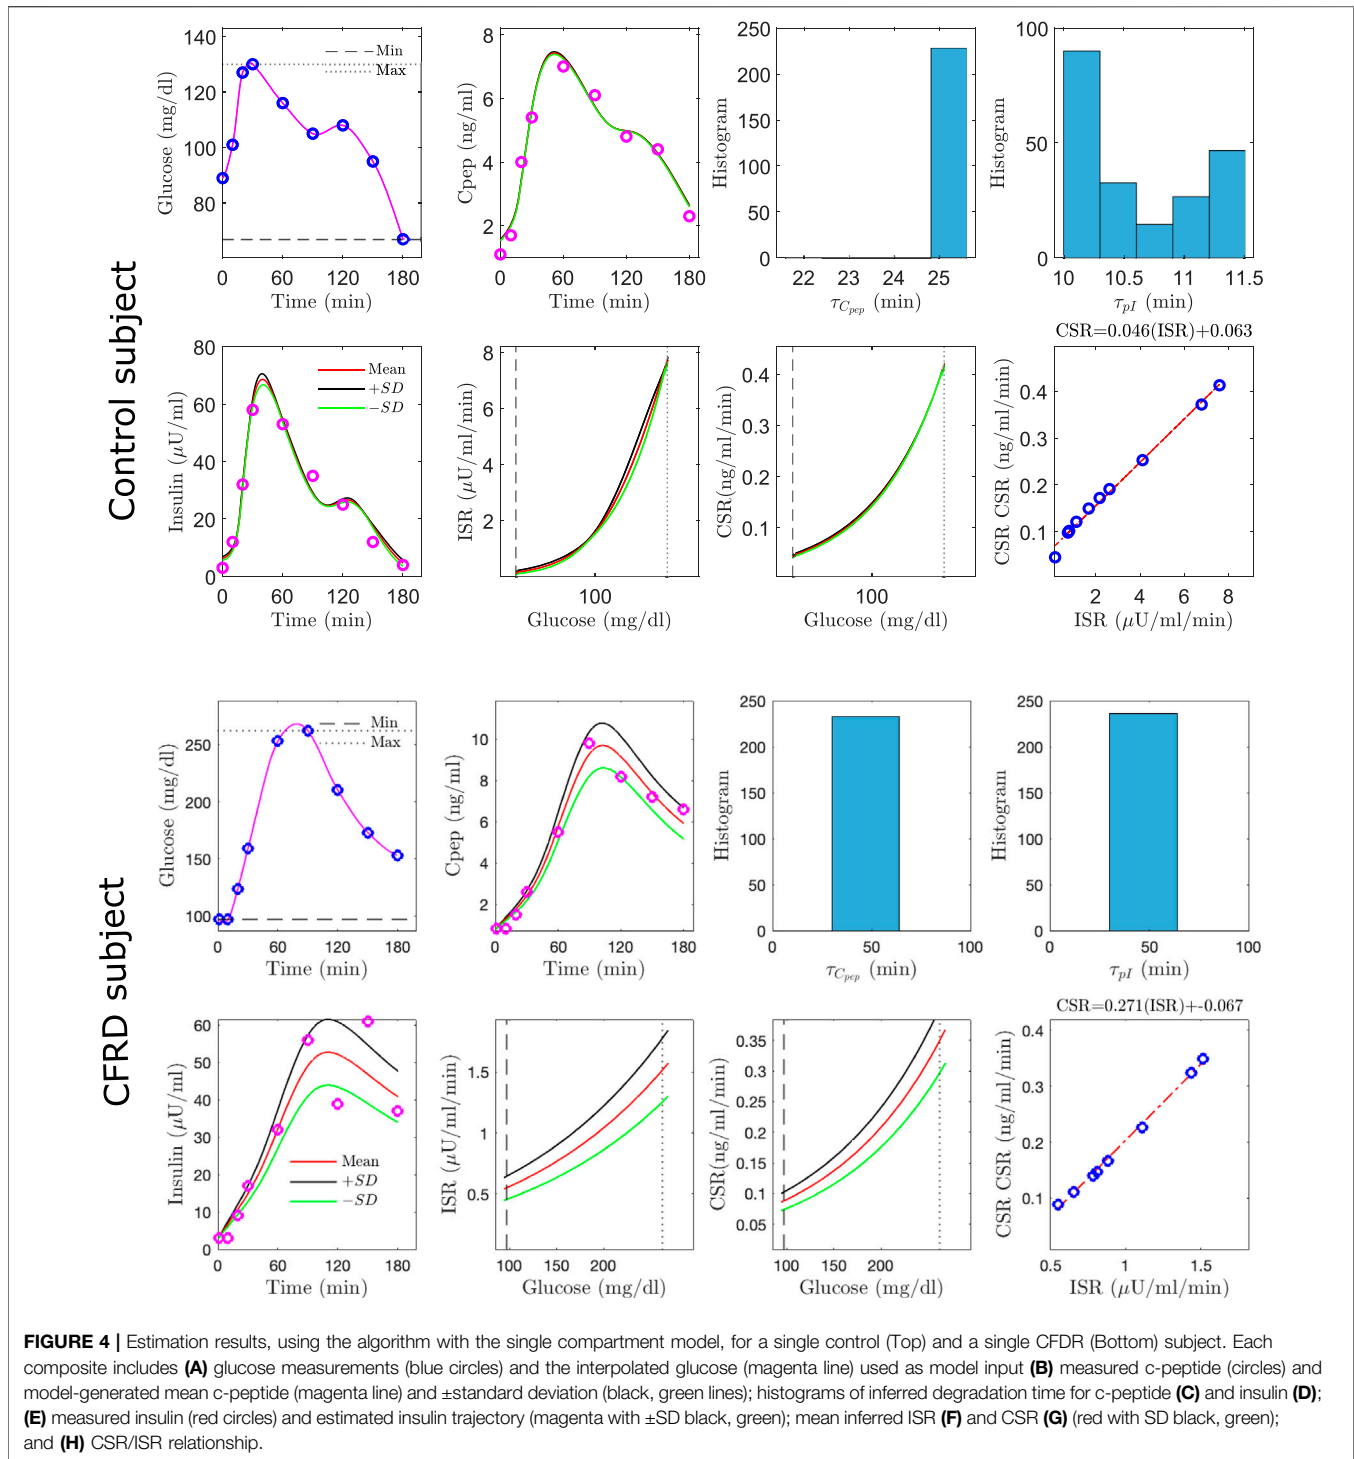 Control subject
140
120
100
80
0 60 120 180
Glucose (mg/dl)
Time (min)
Min
Max
8
6
4
2
0 60 120 180
Cpep (ng/ml)
Time (min)
250
200
150
100
50
0
22 23 24 25
Histogram
τCpep (min)
100
50
0
10 10.5 11 11.5
Histogram
τpI (min)
80
60
40
20
0
0 60 120 180
Insulin (μU/ml)
Time (min)
Mean
+SD
−SD
8
6
4
2
100
ISR (μU/ml/min)
Glucose (mg/dl)
0.4
0.3
0.2
0.1
100
CSR(ng/ml/min)
Glucose (mg/dl)
CSR=0.046(ISR)+0.063
0.4
0.3
0.2
0.1
2 4 6 8
CSR CSR (ng/ml/min)
ISR (μU/ml/min)
CFRD subject
250
200
150
100
0 60 120 180
Glucose (mg/dl)
Time (min)
Min
Max
10
8
6
4
2
0 60 120 180
Cpep (ng/ml)
Time (min)
250
200
150
100
50
0
0 50 100
Histogram
τCpep (min)
250
200
150
100
50
0
0 50 100
Histogram
τpI (min)
60
50
40
30
20
10
0
0 60 120 180
Insulin (μU/ml)
Time (min)
Mean
+SD
−SD
1.5
1
0.5
100 200
ISR (μU/ml/min)
Glucose (mg/dl)
0.35
0.3
0.25
0.2
0.15
0.1
0.05
100 200
CSR(ng/ml/min)
Glucose (mg/dl)
CSR=0.271(ISR)+-0.067
0.4
0.3
0.2
0.1
0.5 1 1.5
CSR CSR (ng/ml/min)
ISR (μU/ml/min)
FIGURE 4 | Estimation results, using the algorithm with the single compartment model, for a single control (Top) and a single CFDR (Bottom) subject. Each
composite includes (A) glucose measurements (blue circles) and the interpolated glucose (magenta line) used as model input (B) measured c-peptide (circles) and
model-generated mean c-peptide (magenta line) and ±standard deviation (black, green lines); histograms of inferred degradation time for c-peptide (C) and insulin (D);
(E) measured insulin (red circles) and estimated insulin trajectory (magenta with ±SD black, green); mean inferred ISR (F) and CSR (G) (red with SD black, green);
and (H) CSR/ISR relationship.